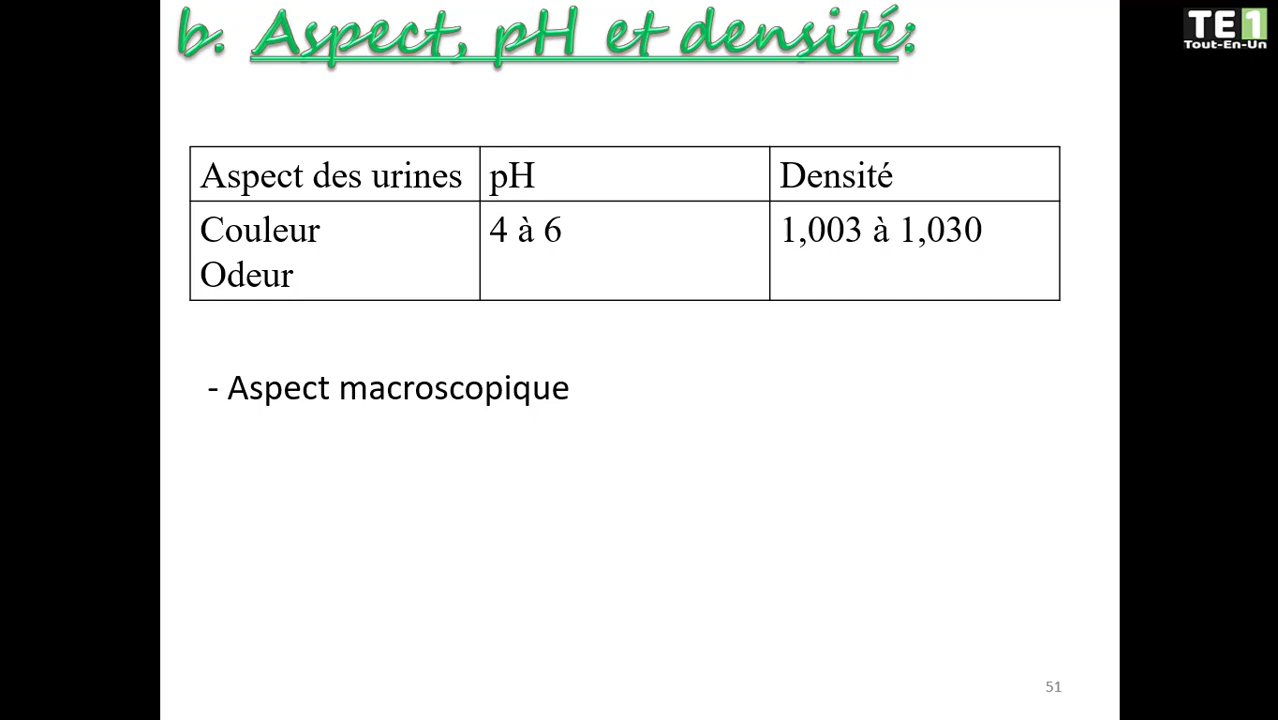 b. Aspect, pH et densité:
TE1
Tout-En-Un
Aspect des urines pH Densité
Couleur 4 à 6 1,003 à 1,030
Odeur
- Aspect macroscopique
51